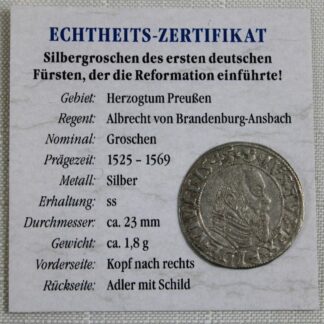 ECHTHEITS-ZERTIFIKAT
Silbergroschen des ersten deutschen
Fürsten, der die Reformation einführte!
Gebiet: Herzogtum Preußen
Regent: Albrecht von Brandenburg-Ansbach
Nominal: Groschen
Prägezeit: 1525 – 1569
Metall: Silber
Erhaltung: ss
Durchmesser: ca. 23 mm
Gewicht: ca. 1,8 g
Vorderseite: Kopf nach rechts
Rückseite: Adler mit Schild